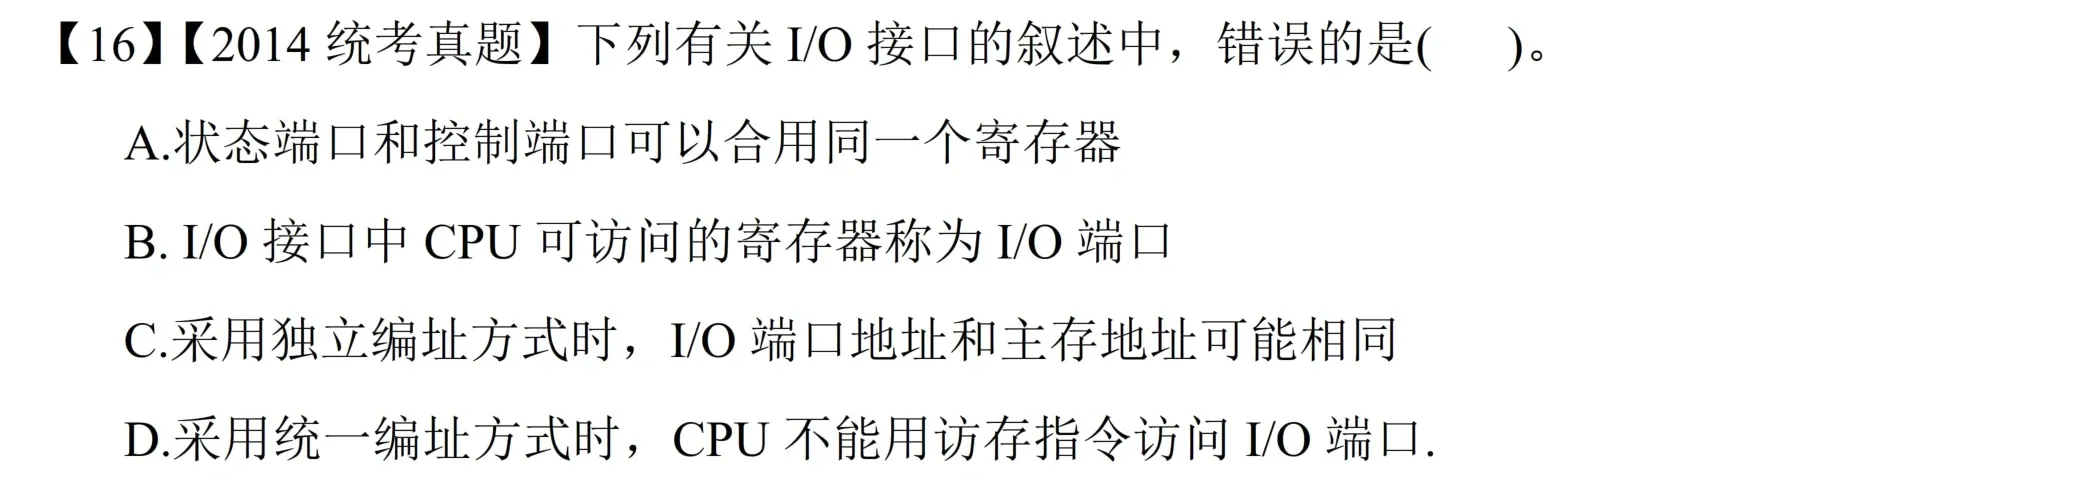 【16】【2014 统考真题】下列有关 I/O 接口的叙述中，错误的是(  )。
A.状态端口和控制端口可以合用同一个寄存器
B. I/O 接口中 CPU 可访问的寄存器称为 I/O 端口
C.采用独立编址方式时，I/O 端口地址和主存地址可能相同
D.采用统一编址方式时，CPU 不能用访存指令访问 I/O 端口.